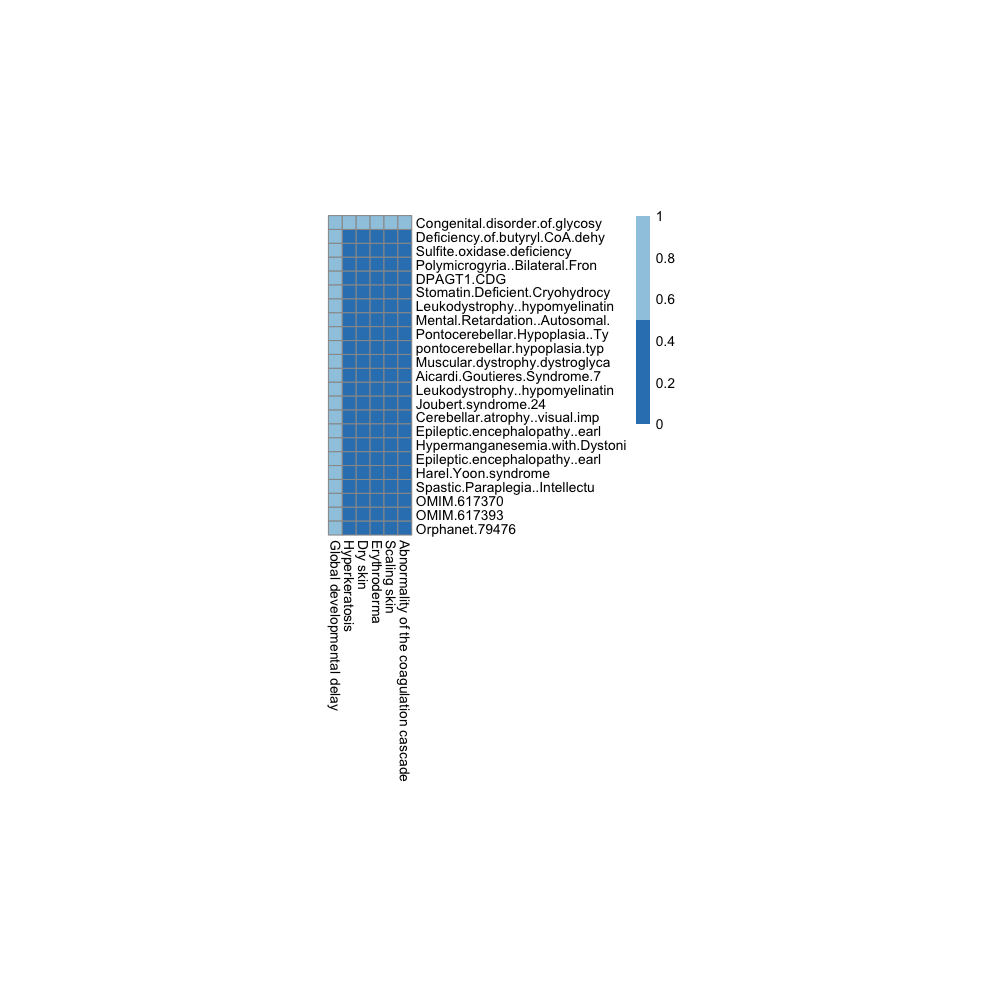 Congenital.disorder.of.glycosy
Deficiency.of.butyryl.CoA.dehy
Sulfite.oxidase.deficiency
Polymicrogyria..Bilateral.Fron
DPAGT1.CDG
Stomatin.Deficient.Cryohydrocy
Leukodystrophy..hypomyelinatin
Mental.Retardation..Autosomal.
Pontocerebellar.Hypoplasia..Ty
pontocerebellar.hypoplasia.typ
Muscular.dystrophy.dystroglyca
Aicardi.Goutieres.Syndrome.7
Leukodystrophy..hypomyelinatin
Joubert.syndrome.24
Cerebellar.atrophy..visual.imp
Epileptic.encephalopathy..earl
Hypermanganesemia.with.Dystoni
Epileptic.encephalopathy..earl
Harel.Yoon.syndrome
Spastic.Paraplegia..Intellectu
OMIM.617370
OMIM.617393
Orphanet.79476
1
0.8
0.6
0.4
0.2
0
Global developmental delay
Hyperkeratosis
Dry skin
Erythroderma
Scaling skin
Abnormality of the coagulation cascade